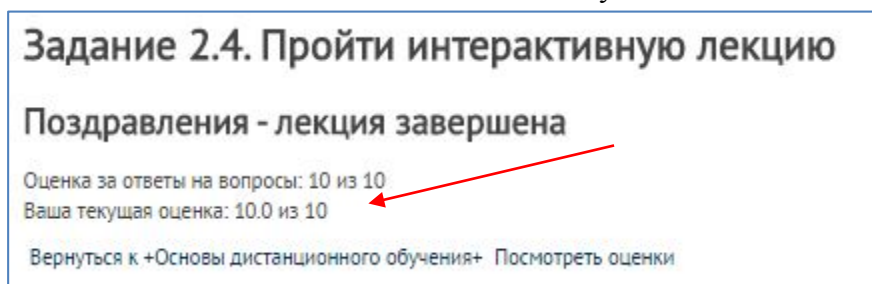 Задание 2.4. Пройти интерактивную лекцию
Поздравления - лекция завершена
Оценка за ответы на вопросы: 10 из 10
Ваша текущая оценка: 10.0 из 10
Вернуться к +Основы дистанционного обучения+ Посмотреть оценки